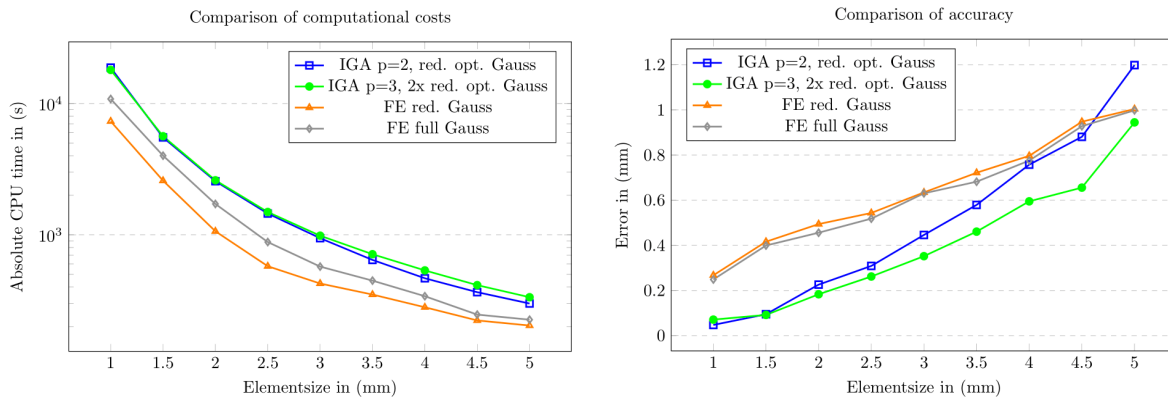 Comparison of computational costs
IGA p=2, red. opt. Gauss
IGA p=3, 2x red. opt. Gauss
FE red. Gauss
FE full Gauss
10^4
10^3
Absolute CPU time in (s)
1 1.5 2 2.5 3 3.5 4 4.5 5
Elementsize in (mm)
Comparison of accuracy
IGA p=2, red. opt. Gauss
IGA p=3, 2x red. opt. Gauss
FE red. Gauss
FE full Gauss
1.2
1
0.8
0.6
0.4
0.2
0
Error in (mm)
1 1.5 2 2.5 3 3.5 4 4.5 5
Elementsize in (mm)